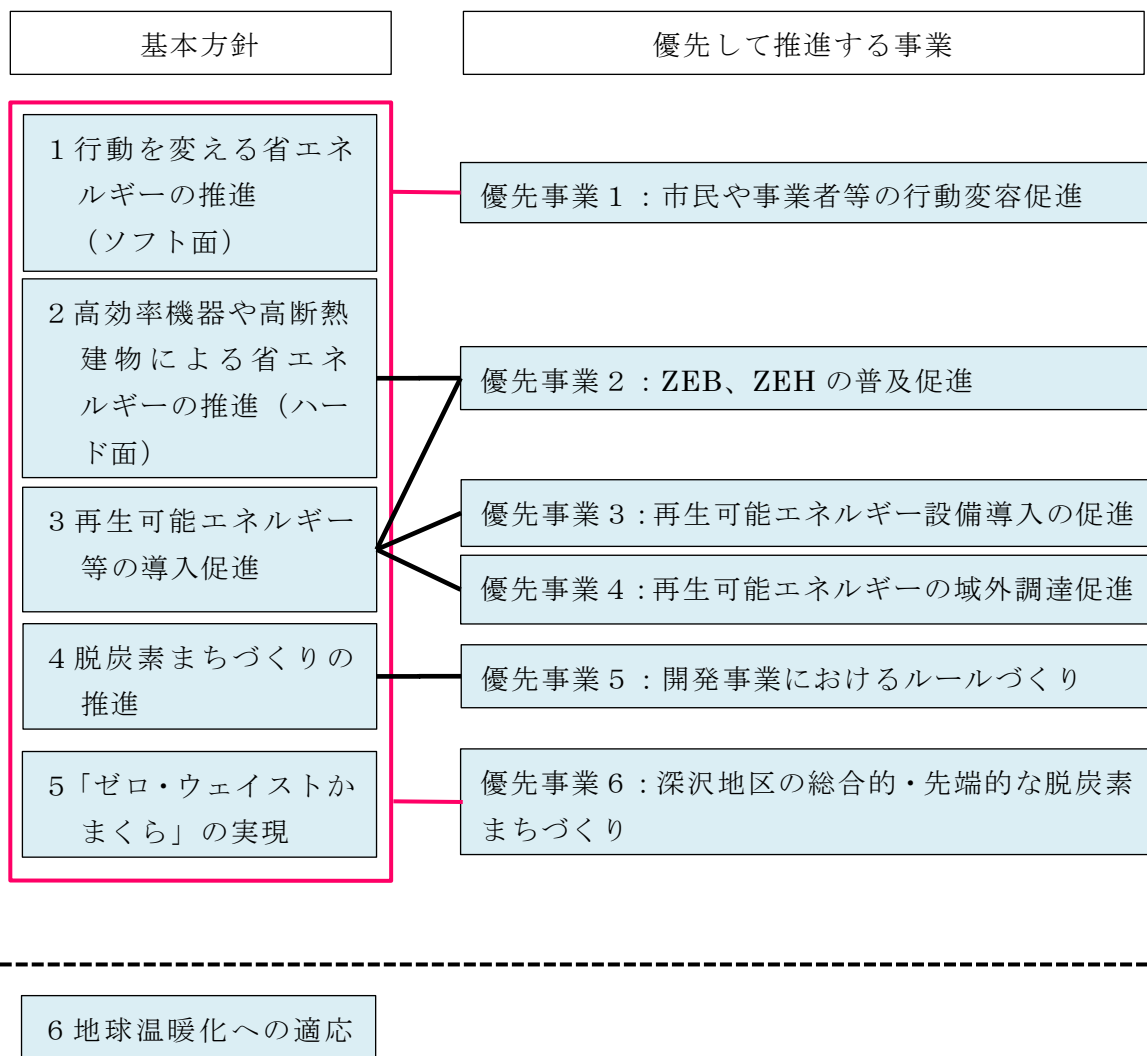 基本方針
優先して推進する事業
1行動を変える省エネ
ルギーの推進
（ソフト面）
優先事業１：市民や事業者等の行動変容促進
2高効率機器や高断熱
建物による省エネ
ルギーの推進（ハー
ド面）
優先事業２：ZEB、ZEH の普及促進
3再生可能エネルギー
等の導入促進
優先事業３：再生可能エネルギー設備導入の促進
優先事業４：再生可能エネルギーの域外調達促進
4脱炭素まちづくりの
推進
優先事業５：開発事業におけるルールづくり
5「ゼロ・ウェイストか
まくら」の実現
優先事業６：深沢地区の総合的・先端的な脱炭素
まちづくり
6地球温暖化への適応